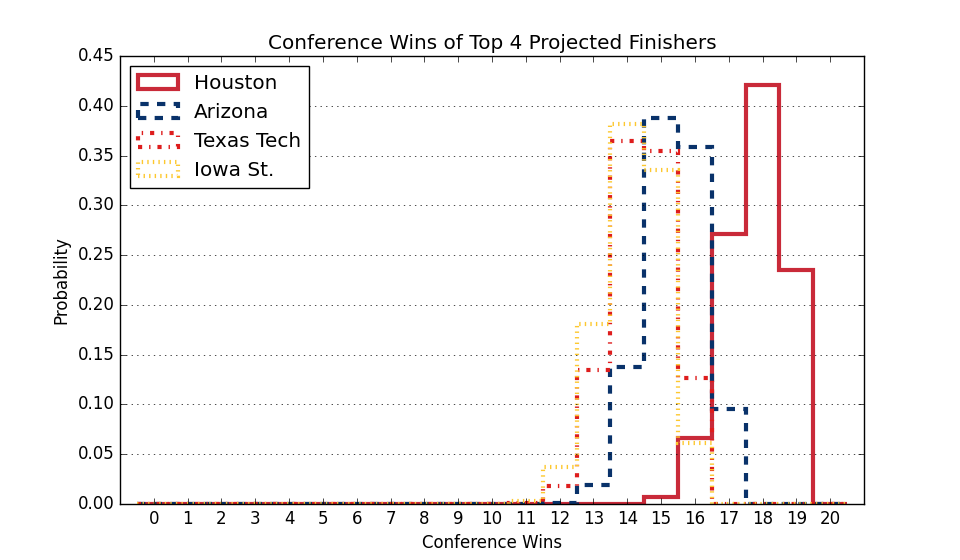 Conference Wins of Top 4 Projected Finishers
0.45
0.40
0.35
0.30
0.25
0.20
0.15
0.10
0.05
0.00
Probability
Houston
Arizona
Texas Tech
Iowa St.
0 1 2 3 4 5 6 7 8 9 10 11 12 13 14 15 16 17 18 19 20
Conference Wins